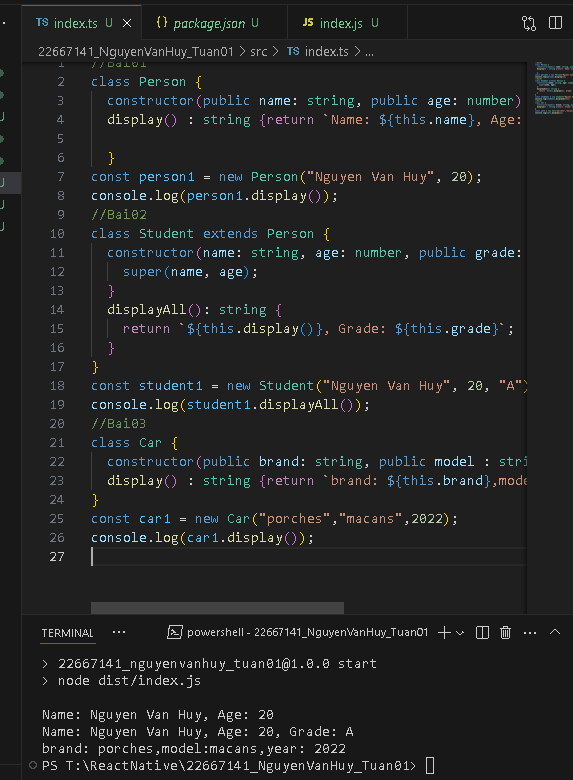 TS index.ts U ×
{} package.json U
JS index.js U
22667141_NguyenVanHuy_Tuan01 > src > TS index.ts > ...
1 //Bai01
2 class Person {
3 constructor(public name: string, public age: number)
4 display() : string {return `Name: ${this.name}, Age:
5
6 }
7 const person1 = new Person("Nguyen Van Huy", 20);
8 console.log(person1.display());
9 //Bai02
10 class Student extends Person {
11 constructor(name: string, age: number, public grade:
12 super(name, age);
13 }
14 displayAll(): string {
15 return `${this.display()}, Grade: ${this.grade}`;
16 }
17 }
18 const student1 = new Student("Nguyen Van Huy", 20, "A")
19 console.log(student1.displayAll());
20 //Bai03
21 class Car {
22 constructor(public brand: string, public model : stri
23 display() : string {return `brand: ${this.brand},mode
24 }
25 const car1 = new Car("porches","macans",2022);
26 console.log(car1.display());
27
TERMINAL ... powershell - 22667141_NguyenVanHuy_Tuan01
> 22667141_nguyenvanhuy_tuan01@1.0.0 start
> node dist/index.js
Name: Nguyen Van Huy, Age: 20
Name: Nguyen Van Huy, Age: 20, Grade: A
brand: porches,model:macans,year: 2022
PS T:\ReactNative\22667141_NguyenVanHuy_Tuan01>